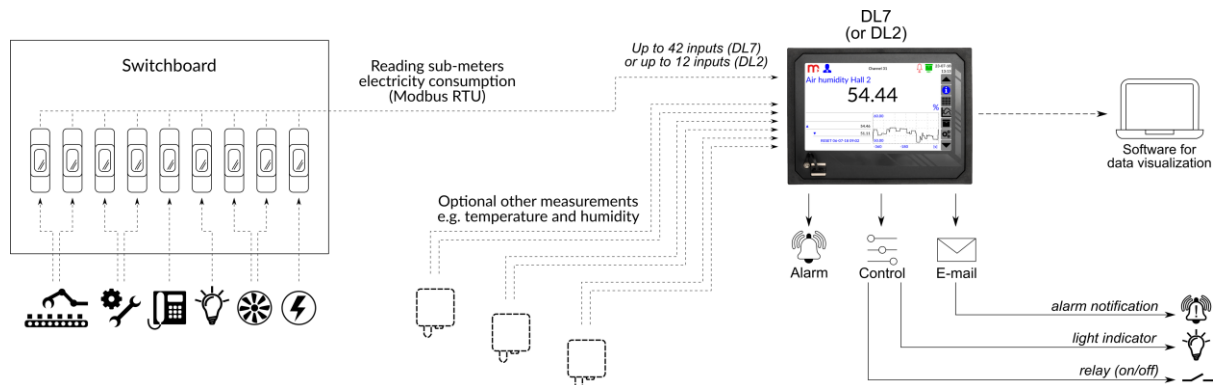 Switchboard
Reading sub-meters
electricity consumption
(Modbus RTU)
Up to 42 inputs (DL7)
or up to 12 inputs (DL2)
Optional other measurements
e.g. temperature and humidity
DL7
(or DL2)
Channel 31
Air humidity Hall 2
54.44
%
Software for
data visualization
Alarm
Control
E-mail
alarm notification
light indicator
relay (on/off)